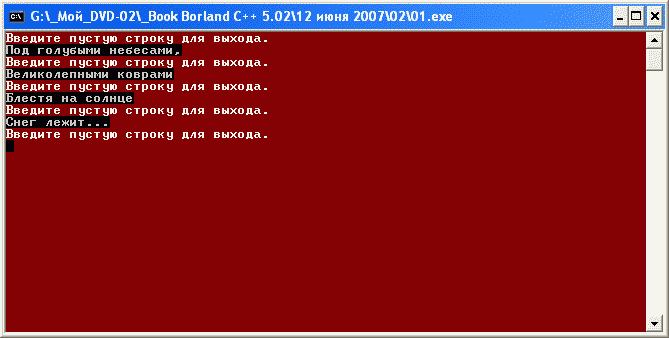 G:\_Мой_DVD-02\_Book Borland C++ 5.02\12 июня 2007\02\01.exe
Введите пустую строку для выхода.
Под голубыми небесами,
Введите пустую строку для выхода.
Великолепными коврами
Введите пустую строку для выхода.
Блестя на солнце
Введите пустую строку для выхода.
Снег лежит...
Введите пустую строку для выхода.